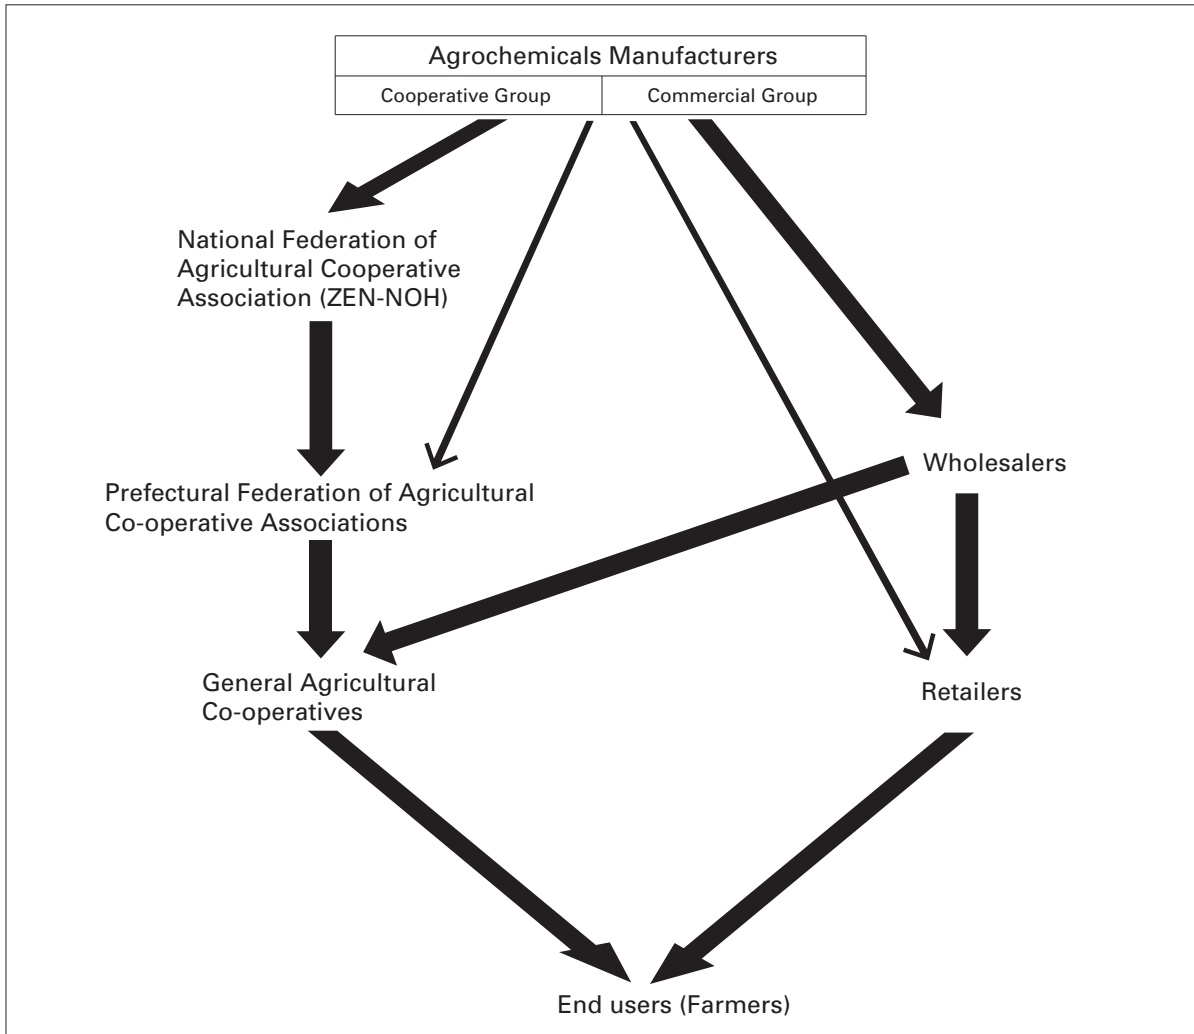 Agrochemicals Manufacturers
Cooperative Group
Commercial Group
National Federation of
Agricultural Cooperative
Association (ZEN-NOH)
Wholesalers
Prefectural Federation of Agricultural
Co-operative Associations
General Agricultural
Co-operatives
Retailers
End users (Farmers)